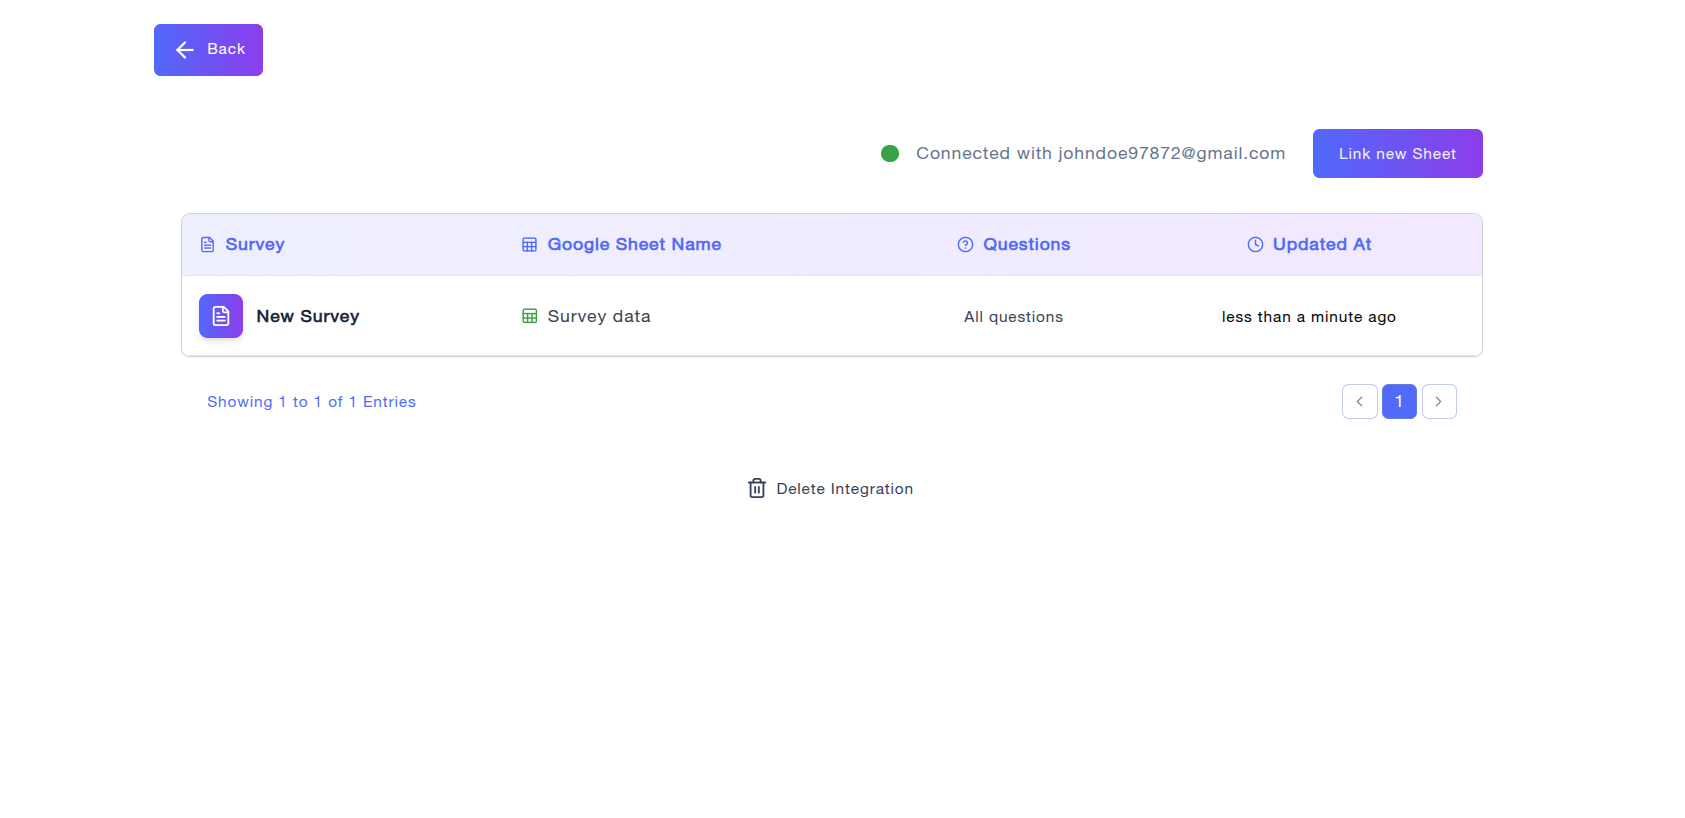 Back
Connected with johndoe97872@gmail.com
Link new Sheet
Survey Google Sheet Name Questions Updated At
New Survey Survey data All questions less than a minute ago
Showing 1 to 1 of 1 Entries
1
Delete Integration